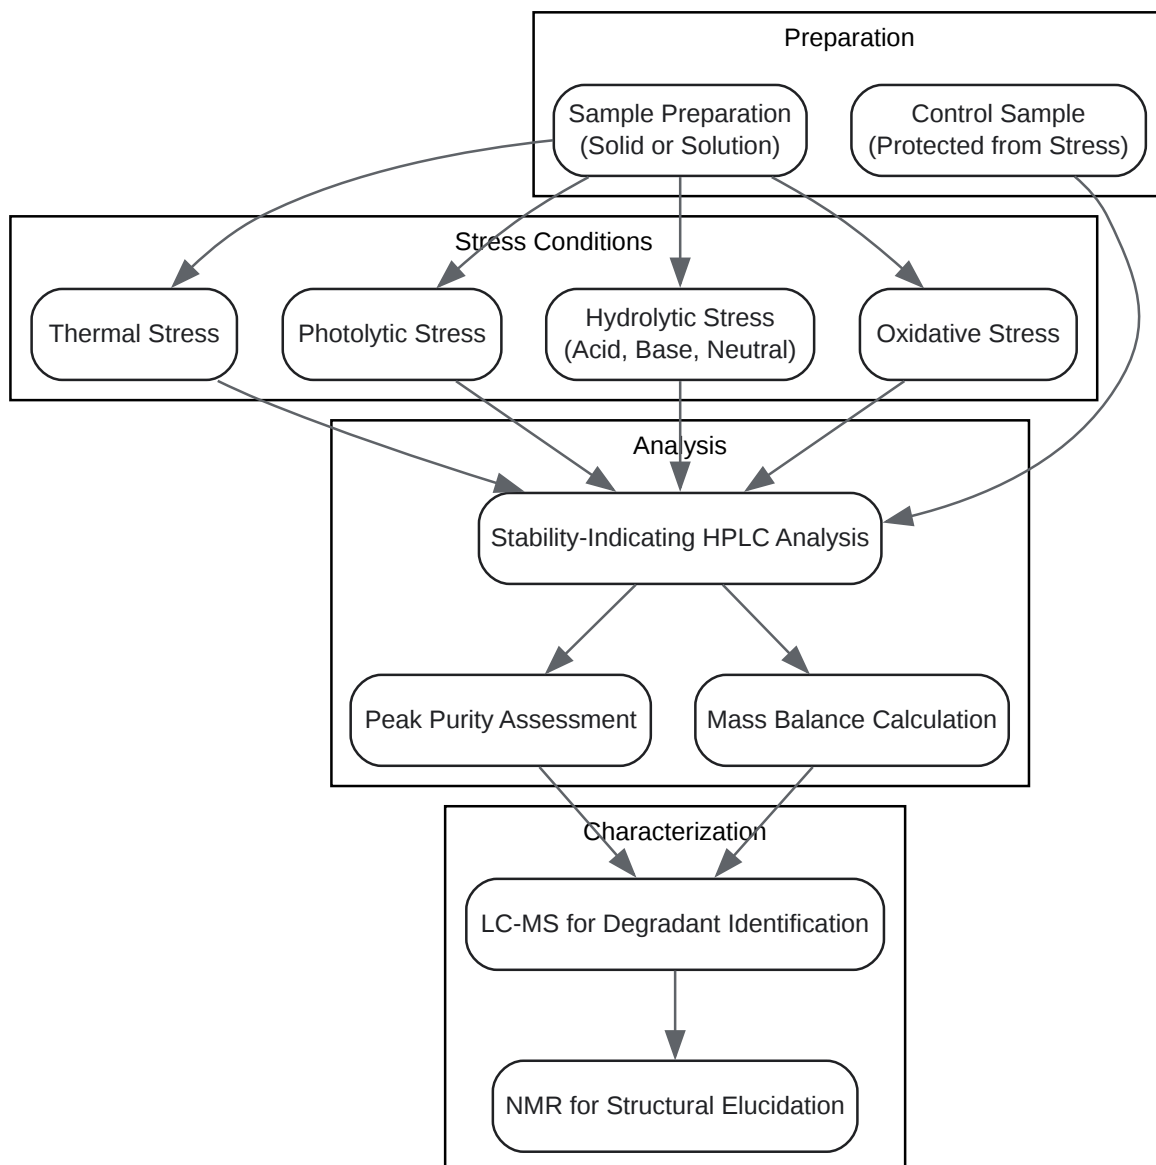 Preparation
Sample Preparation
(Solid or Solution)
Control Sample
(Protected from Stress)
Stress Conditions
Thermal Stress
Photolytic Stress
Hydrolytic Stress
(Acid, Base, Neutral)
Oxidative Stress
Analysis
Stability-Indicating HPLC Analysis
Peak Purity Assessment
Mass Balance Calculation
Characterization
LC-MS for Degradant Identification
NMR for Structural Elucidation